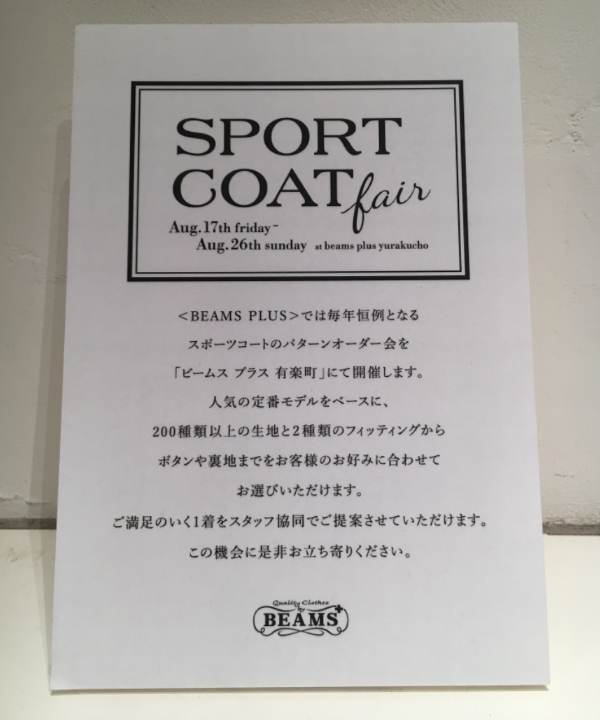 SPORT
COAT fair
Aug.17th friday-
Aug.26th sunday at beams plus yurakucho
<BEAMS PLUS>では毎年恒例となる
スポーツコートのパターンオーダー会を
「ビームス プラス 有楽町」にて開催します。
人気の定番モデルをベースに、
200種類以上の生地と2種類のフィッティングから
ボタンや裏地までをお客様のお好みに合わせて
お選びいただけます。
ご満足のいく1着をスタッフ協同でご提案させていただけます。
この機会に是非お立ち寄りください。
Quality Clothes
by
BEAMS+